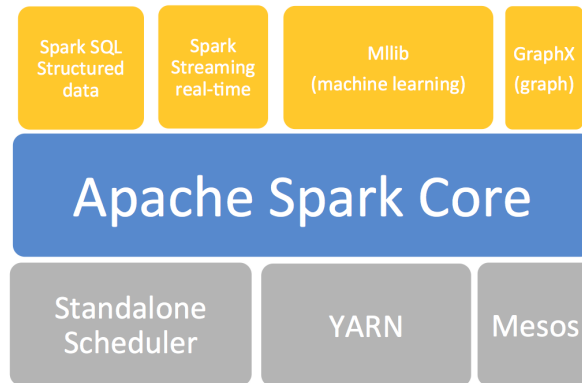 Spark SQL
Structured
data
Spark
Streaming
real-time
Mllib
(machine learning)
GraphX
(graph)
Apache Spark Core
Standalone
Scheduler
YARN
Mesos